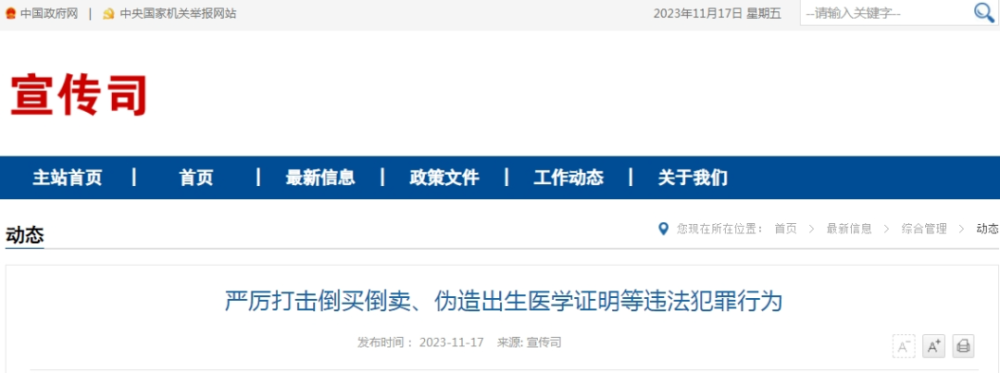 中国政府网 | 中央国家机关举报网站 2023年11月17日 星期五 --请输入关键字--
宣传司
主站首页 | 首页 | 最新信息 | 政策文件 | 工作动态 | 关于我们
动态 您现在所在位置： 首页 > 最新信息 > 综合管理 > 动态
严厉打击倒买倒卖、伪造出生医学证明等违法犯罪行为
发布时间： 2023-11-17 来源: 宣传司 A- A+